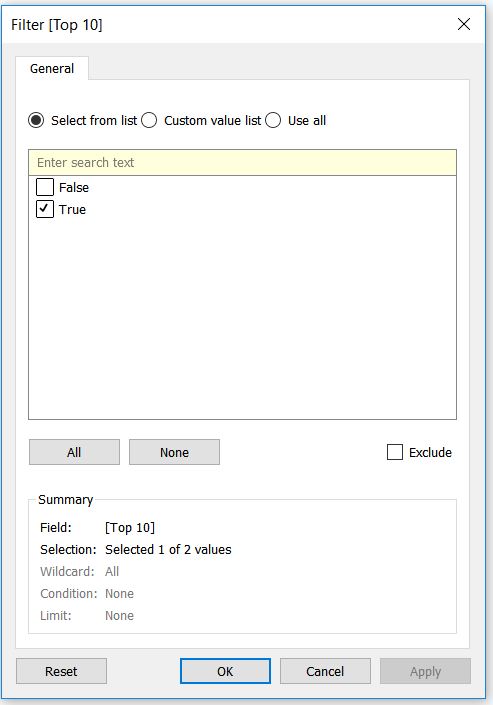 Filter [Top 10]
General
Select from list Custom value list Use all
Enter search text
False
True
All None Exclude
Summary
Field: [Top 10]
Selection: Selected 1 of 2 values
Wildcard: All
Condition: None
Limit: None
Reset OK Cancel Apply